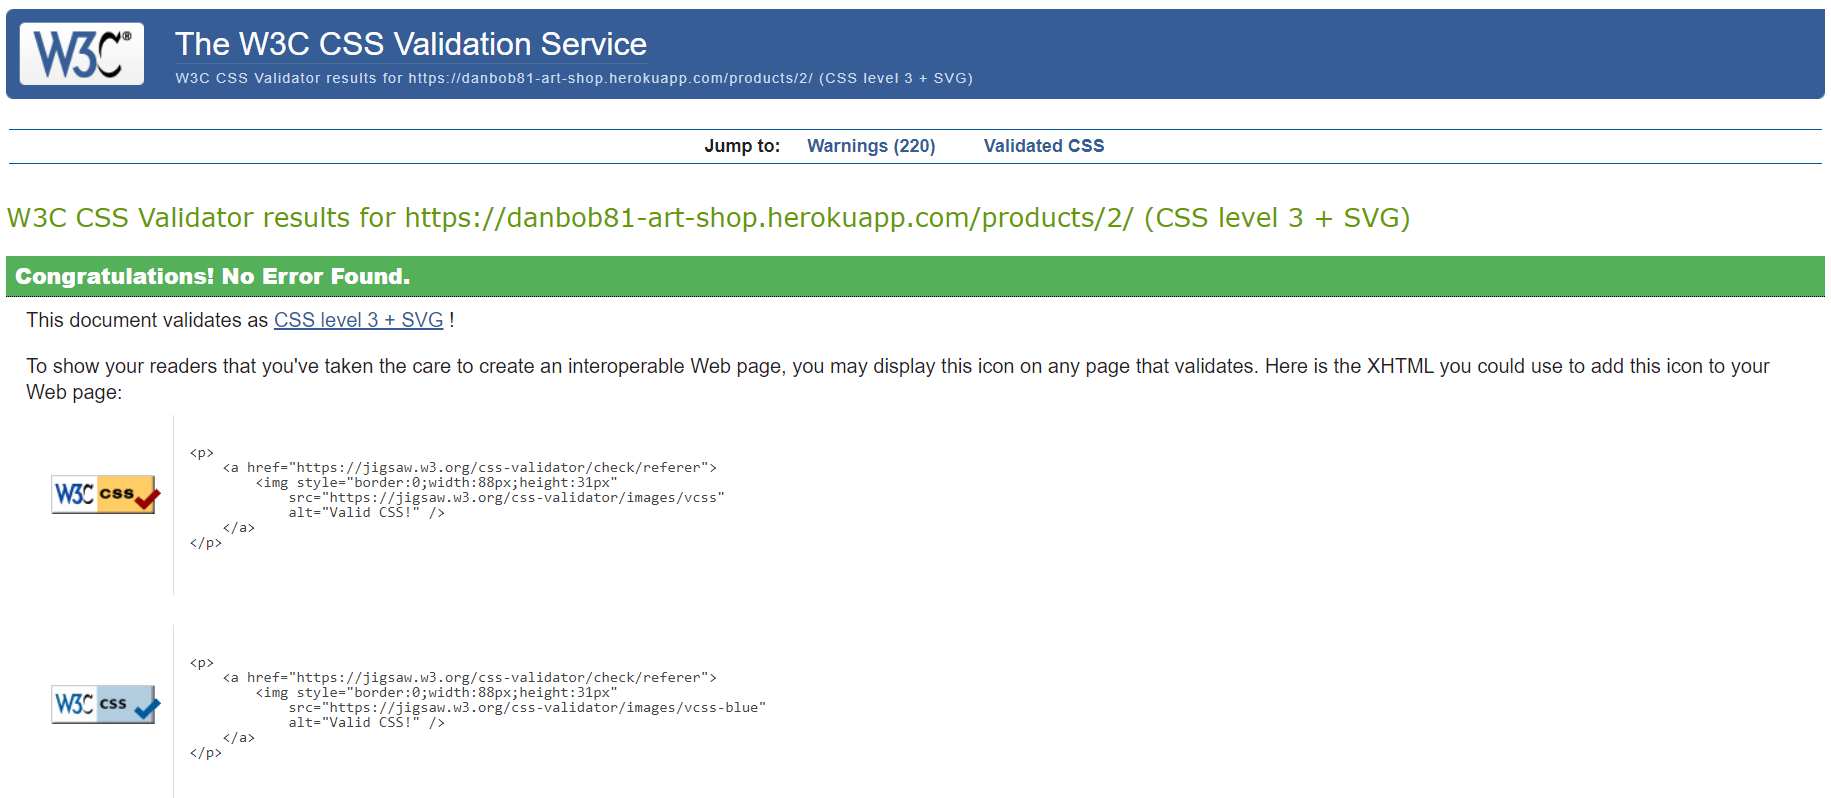 W3C®
The W3C CSS Validation Service
W3C CSS Validator results for https://danbob81-art-shop.herokuapp.com/products/2/ (CSS level 3 + SVG)
Jump to: Warnings (220) Validated CSS
W3C CSS Validator results for https://danbob81-art-shop.herokuapp.com/products/2/ (CSS level 3 + SVG)
Congratulations! No Error Found.
This document validates as CSS level 3 + SVG !
To show your readers that you've taken the care to create an interoperable Web page, you may display this icon on any page that validates. Here is the XHTML you could use to add this icon to your
Web page:
W3C css
<p>
    <a href="https://jigsaw.w3.org/css-validator/check/referer">
        <img style="border:0;width:88px;height:31px"
            src="https://jigsaw.w3.org/css-validator/images/vcss"
            alt="Valid CSS!" />
    </a>
</p>
W3C css
<p>
    <a href="https://jigsaw.w3.org/css-validator/check/referer">
        <img style="border:0;width:88px;height:31px"
            src="https://jigsaw.w3.org/css-validator/images/vcss-blue"
            alt="Valid CSS!" />
    </a>
</p>